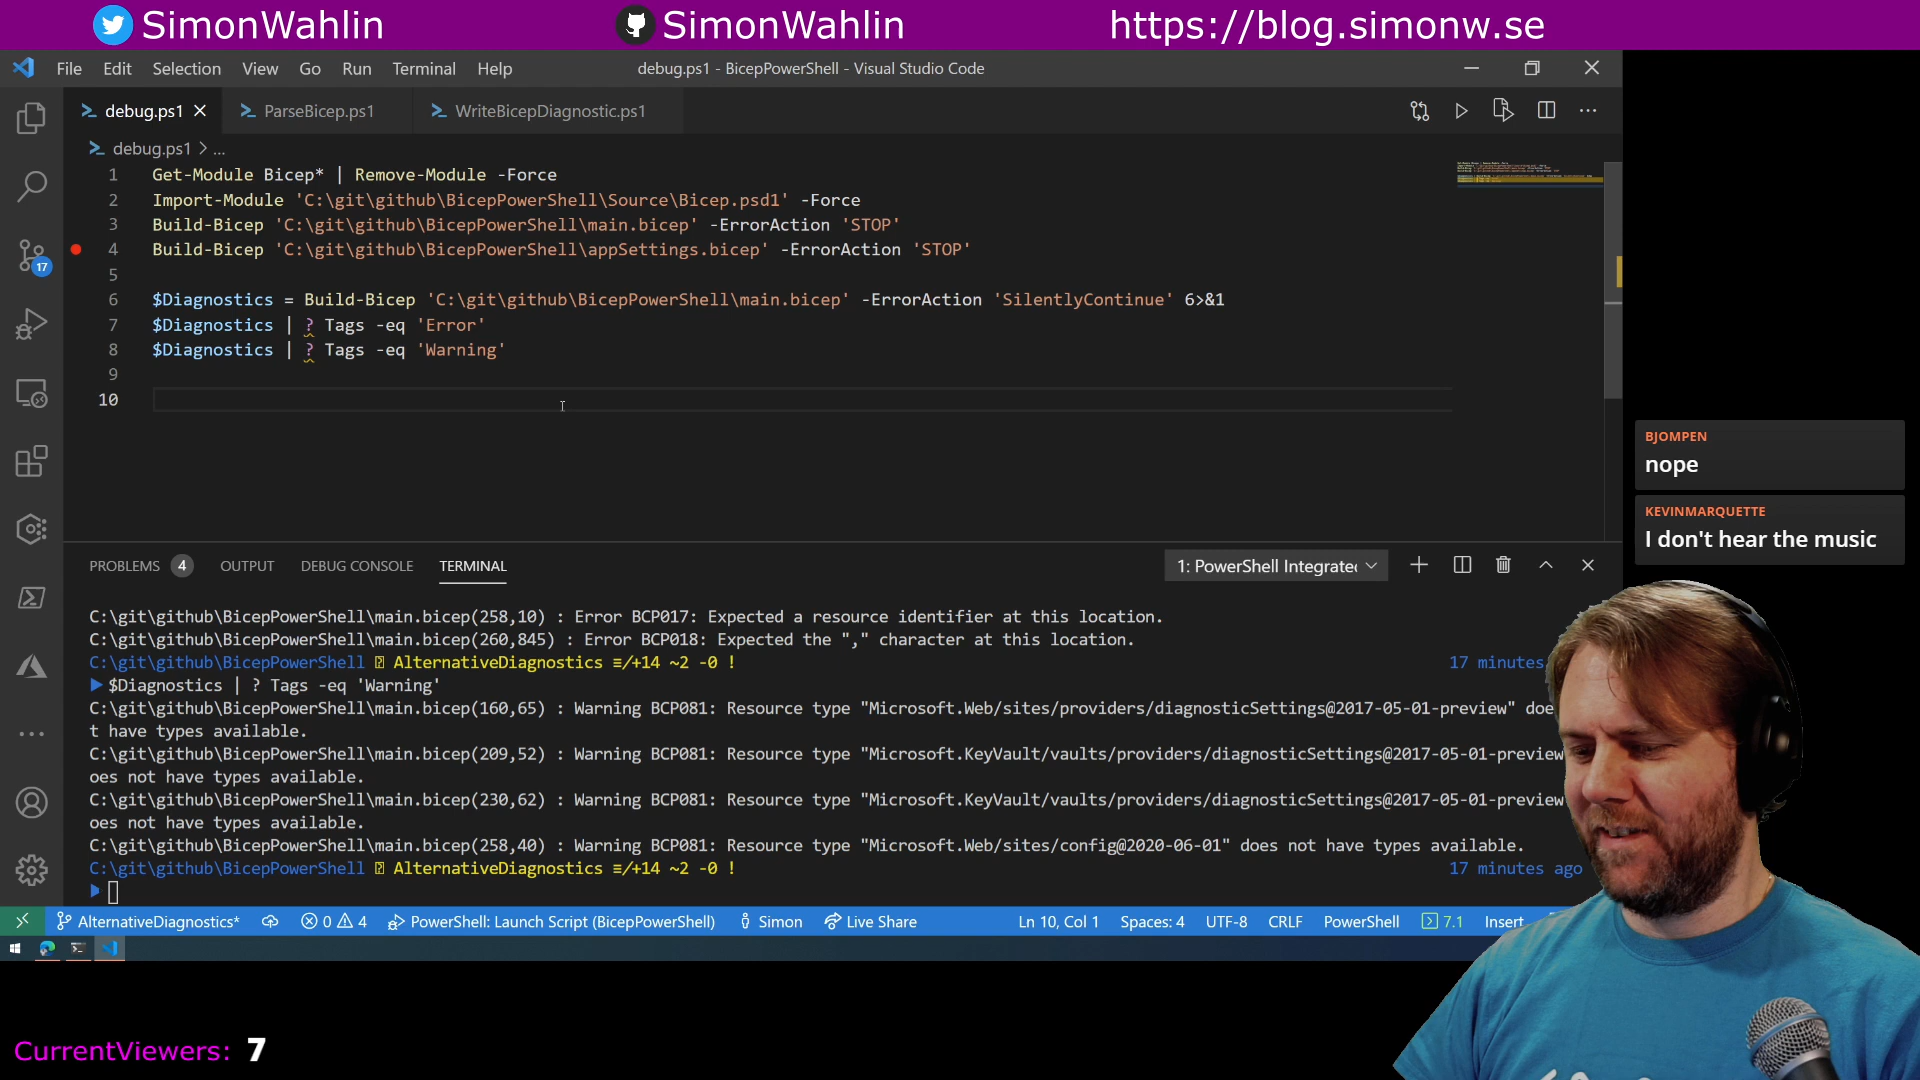 SimonWahlin
SimonWahlin
https://blog.simonw.se
File Edit Selection View Go Run Terminal Help
debug.ps1 - BicepPowerShell - Visual Studio Code
debug.ps1
ParseBicep.ps1
WriteBicepDiagnostic.ps1
debug.ps1 > ...
1 Get-Module Bicep* | Remove-Module -Force
2 Import-Module 'C:\git\github\BicepPowerShell\Source\Bicep.psd1' -Force
3 Build-Bicep 'C:\git\github\BicepPowerShell\main.bicep' -ErrorAction 'STOP'
4 Build-Bicep 'C:\git\github\BicepPowerShell\appSettings.bicep' -ErrorAction 'STOP'
5
6 $Diagnostics = Build-Bicep 'C:\git\github\BicepPowerShell\main.bicep' -ErrorAction 'SilentlyContinue' 6>&1
7 $Diagnostics | ? Tags -eq 'Error'
8 $Diagnostics | ? Tags -eq 'Warning'
9
10
17
BJOMPEN
nope
KEVINMARQUETTE
I don't hear the music
PROBLEMS 4 OUTPUT DEBUG CONSOLE TERMINAL
1: PowerShell Integrated
C:\git\github\BicepPowerShell\main.bicep(258,10) : Error BCP017: Expected a resource identifier at this location.
C:\git\github\BicepPowerShell\main.bicep(260,845) : Error BCP018: Expected the "," character at this location.
C:\git\github\BicepPowerShell AlternativeDiagnostics ≡/+14 ~2 -0 ! 17 minutes
$Diagnostics | ? Tags -eq 'Warning'
C:\git\github\BicepPowerShell\main.bicep(160,65) : Warning BCP081: Resource type "Microsoft.Web/sites/providers/diagnosticSettings@2017-05-01-preview" doe
t have types available.
C:\git\github\BicepPowerShell\main.bicep(209,52) : Warning BCP081: Resource type "Microsoft.KeyVault/vaults/providers/diagnosticSettings@2017-05-01-preview
oes not have types available.
C:\git\github\BicepPowerShell\main.bicep(230,62) : Warning BCP081: Resource type "Microsoft.KeyVault/vaults/providers/diagnosticSettings@2017-05-01-preview
oes not have types available.
C:\git\github\BicepPowerShell\main.bicep(258,40) : Warning BCP081: Resource type "Microsoft.Web/sites/config@2020-06-01" does not have types available.
C:\git\github\BicepPowerShell AlternativeDiagnostics ≡/+14 ~2 -0 ! 17 minutes ago
AlternativeDiagnostics* 0 4 PowerShell: Launch Script (BicepPowerShell) Simon Live Share Ln 10, Col 1 Spaces: 4 UTF-8 CRLF PowerShell 7.1 Insert
CurrentViewers: 7